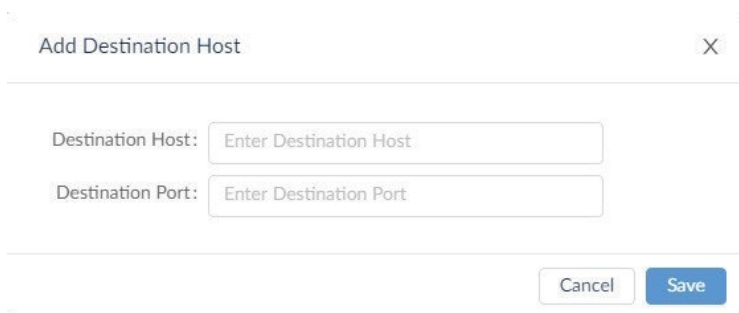 Add Destination Host X
Destination Host: Enter Destination Host
Destination Port: Enter Destination Port
Cancel Save